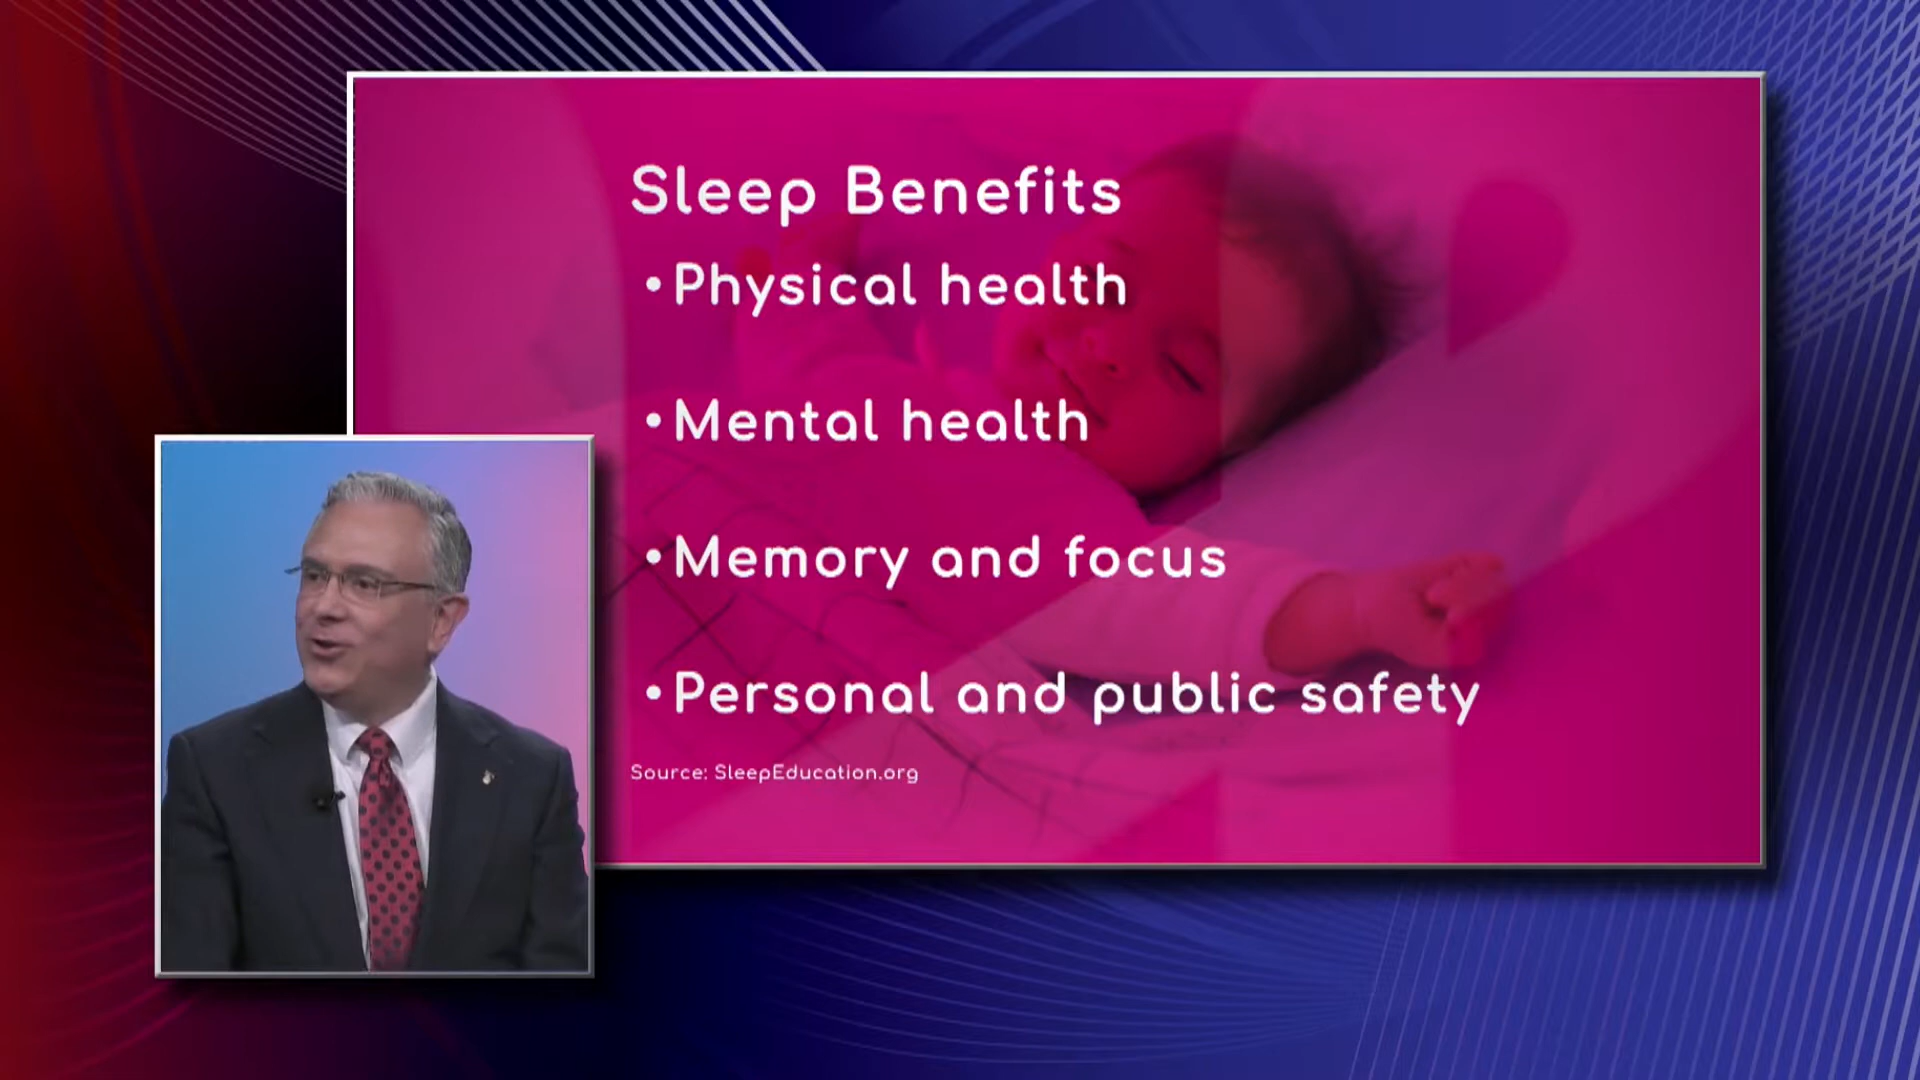 Sleep Benefits
• Physical health
• Mental health
• Memory and focus
• Personal and public safety
Source: SleepEducation.org